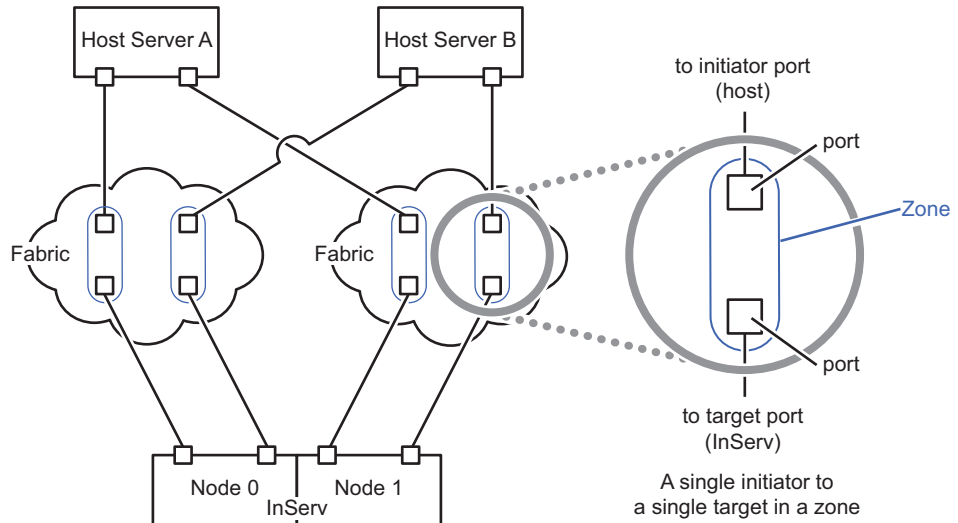 Host Server A
Host Server B
Fabric
Fabric
Node 0
Node 1
InServ
to initiator port
(host)
port
Zone
port
to target port
(InServ)
A single initiator to
a single target in a zone